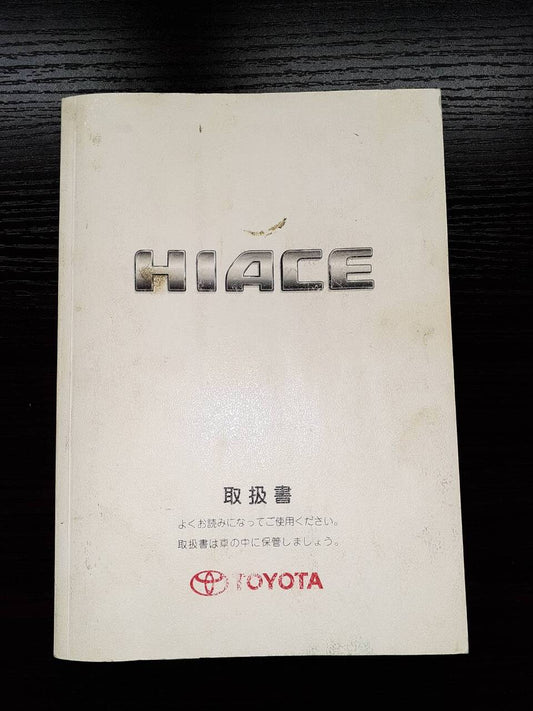 HIACE
取扱書
よくお読みになってご使用ください。
取扱書は車の中に保管しましょう。
TOYOTA